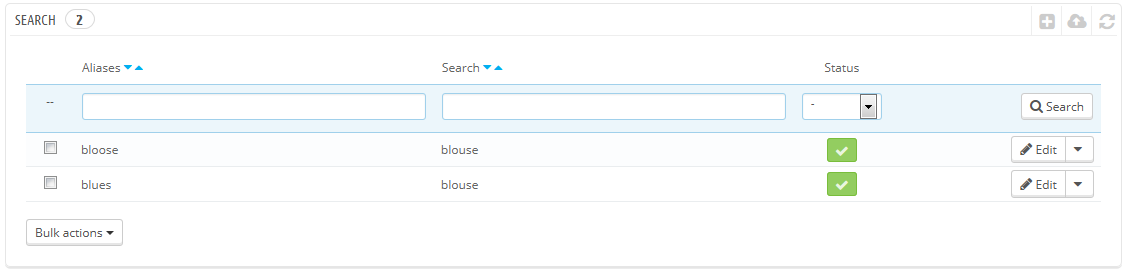 SEARCH 2
Aliases Search Status
-- - Search
bloose blouse Edit
blues blouse Edit
Bulk actions